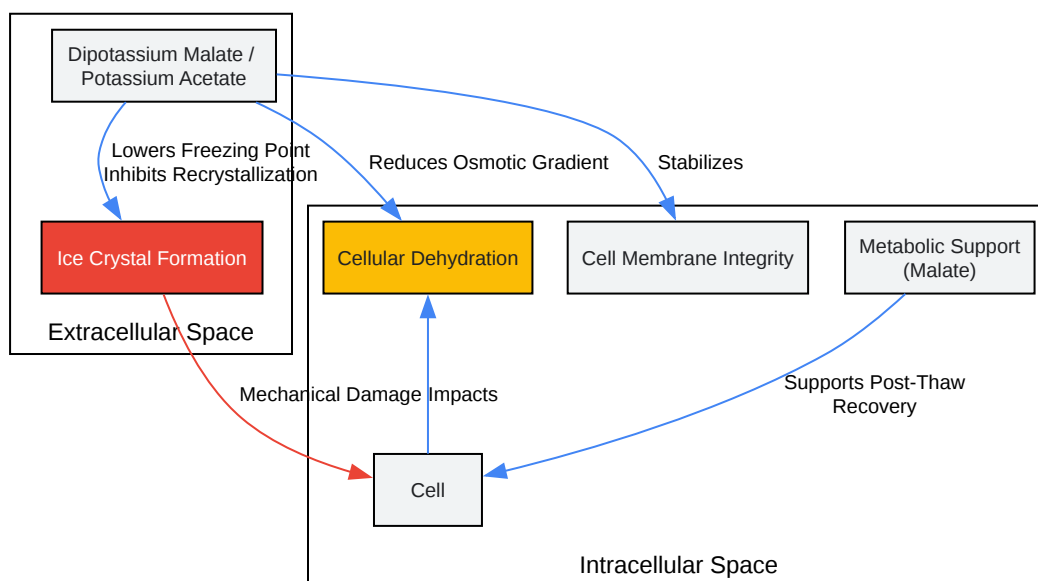 Dipotassium Malate /
Potassium Acetate
Lowers Freezing Point
Inhibits Recrystallization
Reduces Osmotic Gradient
Stabilizes
Ice Crystal Formation
Cellular Dehydration
Cell Membrane Integrity
Metabolic Support
(Malate)
Extracellular Space
Mechanical Damage
Impacts
Supports Post-Thaw
Recovery
Cell
Intracellular Space